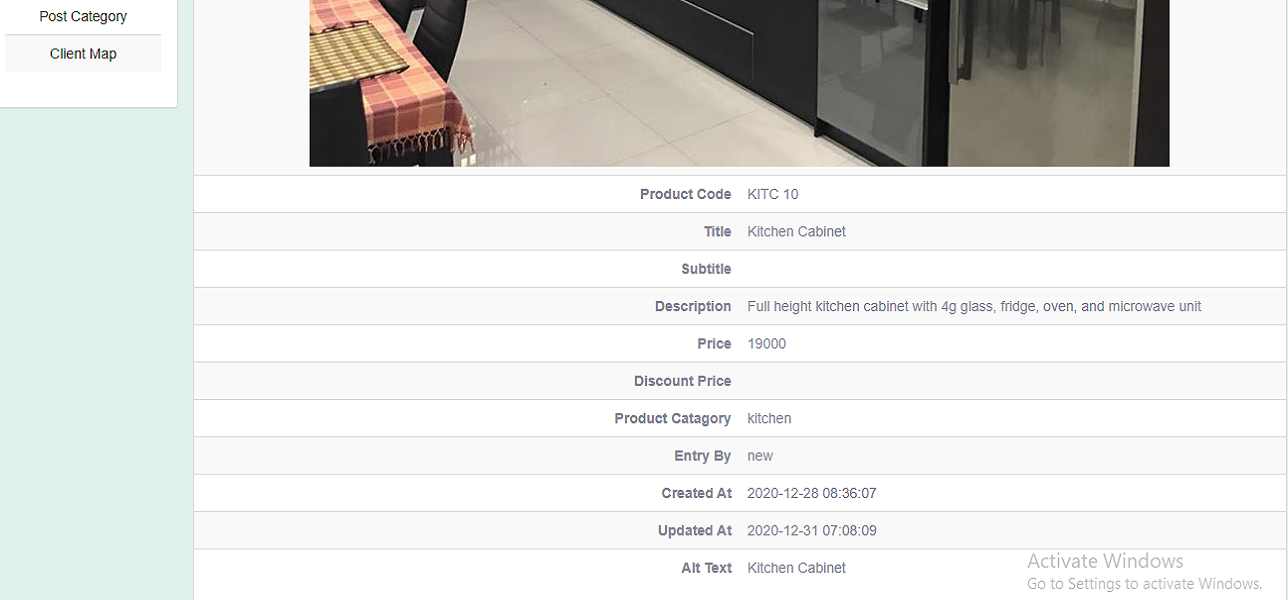 Post Category
Client Map
Product Code KITC 10
Title Kitchen Cabinet
Subtitle
Description Full height kitchen cabinet with 4g glass, fridge, oven, and microwave unit
Price 19000
Discount Price
Product Catagory kitchen
Entry By new
Created At 2020-12-28 08:36:07
Updated At 2020-12-31 07:08:09
Alt Text Kitchen Cabinet
Activate Windows
Go to Settings to activate Windows.